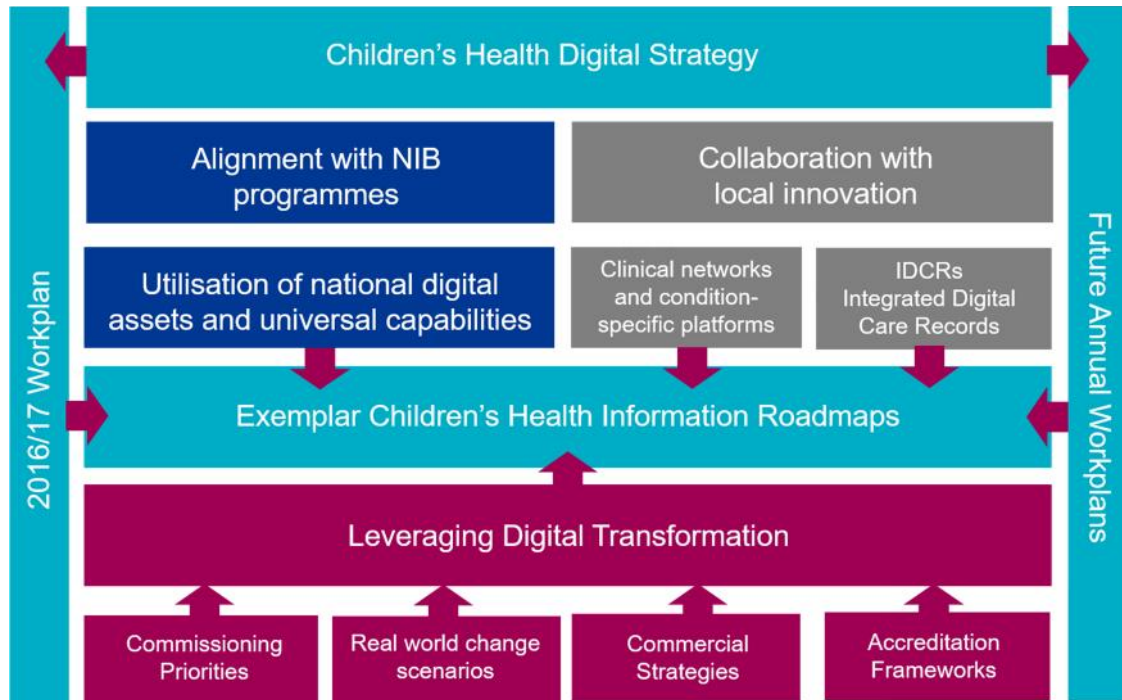 Children’s Health Digital Strategy
Alignment with NIB
programmes
Collaboration with
local innovation
2016/17 Workplan
Utilisation of national digital
assets and universal capabilities
Clinical networks
and condition-
specific platforms
IDCRs
Integrated Digital
Care Records
Future Annual Workplans
Exemplar Children’s Health Information Roadmaps
Leveraging Digital Transformation
Commissioning
Priorities
Real world change
scenarios
Commercial
Strategies
Accreditation
Frameworks